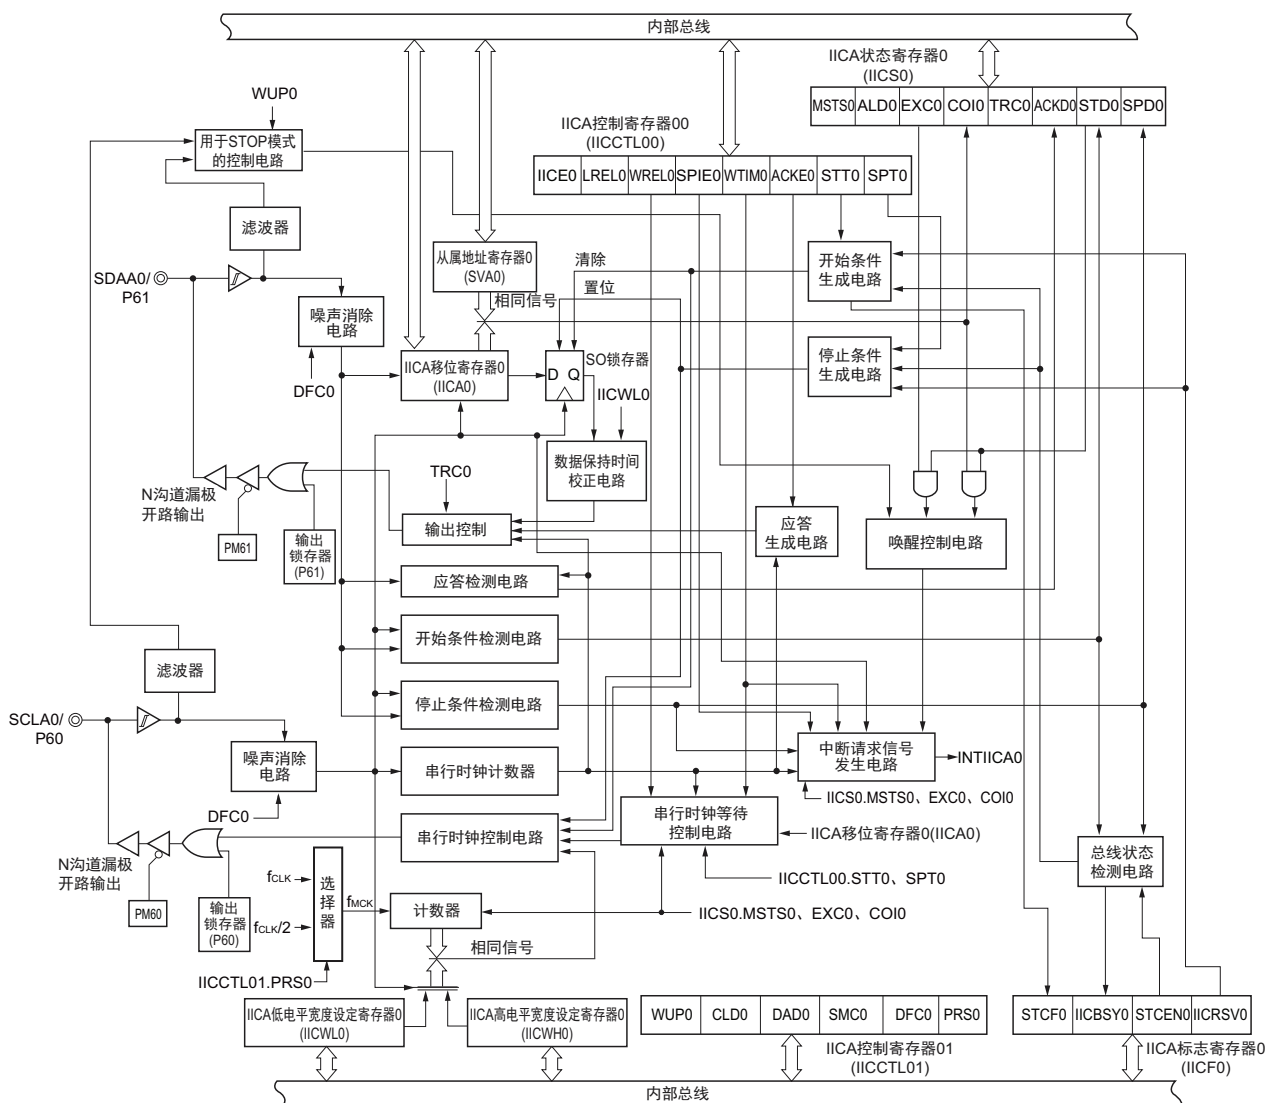 内部总线
IICA状态寄存器0
(IICS0)
MSTS0 ALD0 EXC0 COI0 TRC0 ACKD0 STD0 SPD0
WUP0
用于STOP模式
的控制电路
IICA控制寄存器00
(IICCTL00)
IICE0 LREL0 WREL0 SPIE0 WTIM0 ACKE0 STT0 SPT0
滤波器
从属地址寄存器0
(SVA0)
清除
开始条件
生成电路
SDAA0/
P61
置位
相同信号
噪声消除
电路
停止条件
生成电路
SO锁存器
IICA移位寄存器0
(IICA0)
D Q
DFC0
IICWL0
数据保持时间
校正电路
TRC0
N沟道漏极
开路输出
PM61
输出
锁存器
(P61)
输出控制
应答
生成电路
唤醒控制电路
应答检测电路
开始条件检测电路
滤波器
停止条件检测电路
SCLA0/
P60
噪声消除
电路
串行时钟计数器
中断请求信号
发生电路
INTIICA0
IICS0.MSTS0、EXC0、COI0
DFC0
串行时钟控制电路
串行时钟等待
控制电路
IICA移位寄存器0(IICA0)
总线状态
检测电路
N沟道漏极
开路输出
PM60
输出
锁存器
(P60)
fCLK
fCLK/2
选择器
fMCK
计数器
IICCTL00.STT0、SPT0
IICS0.MSTS0、EXC0、COI0
相同信号
IICCTL01.PRS0
IICA低电平宽度设定寄存器0
(IICWL0)
IICA高电平宽度设定寄存器0
(IICWH0)
WUP0 CLD0 DAD0 SMC0 DFC0 PRS0
IICA控制寄存器01
(IICCTL01)
STCF0 IICBSY0 STCEN0 IICRSV0
IICA标志寄存器0
(IICF0)
内部总线